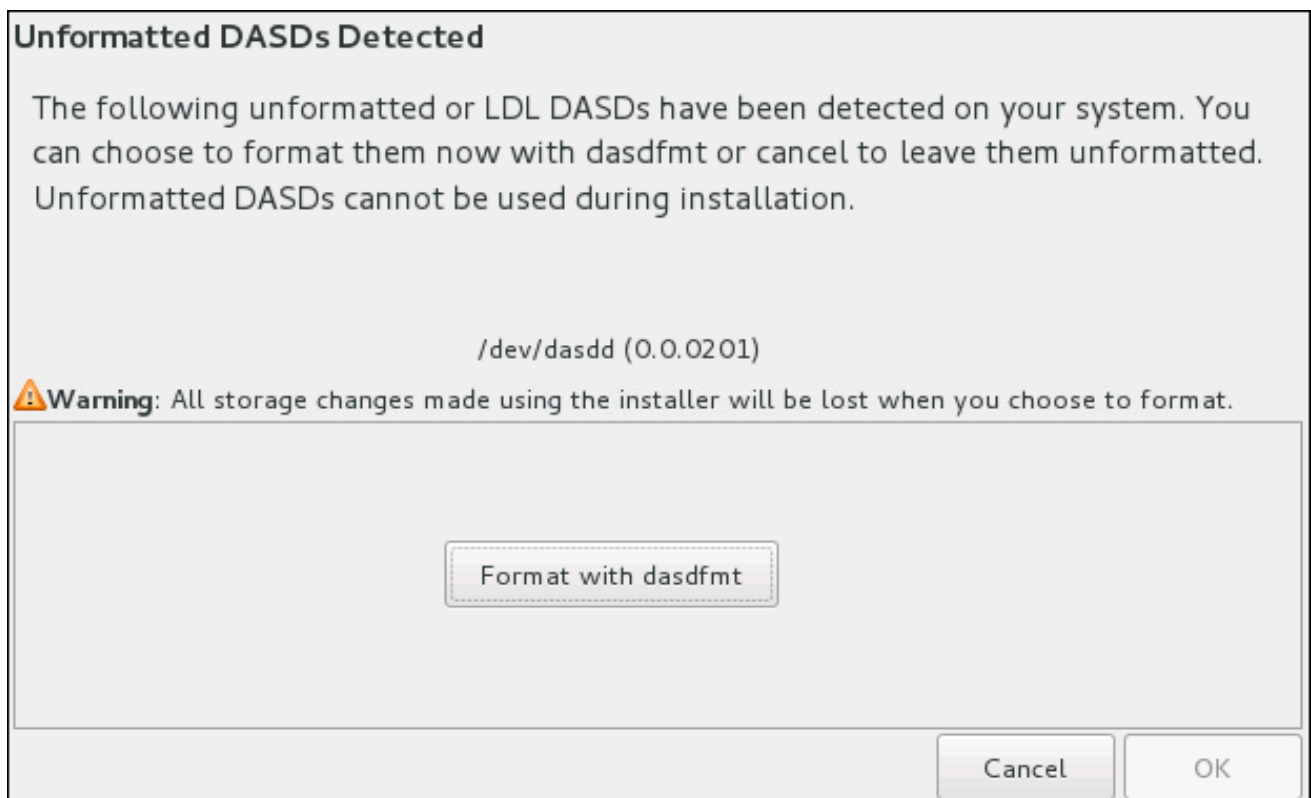 Unformatted DASDs Detected
The following unformatted or LDL DASDs have been detected on your system. You
can choose to format them now with dasdfmt or cancel to leave them unformatted.
Unformatted DASDs cannot be used during installation.
/dev/dasdd (0.0.0201)
Warning: All storage changes made using the installer will be lost when you choose to format.
Format with dasdfmt
Cancel OK